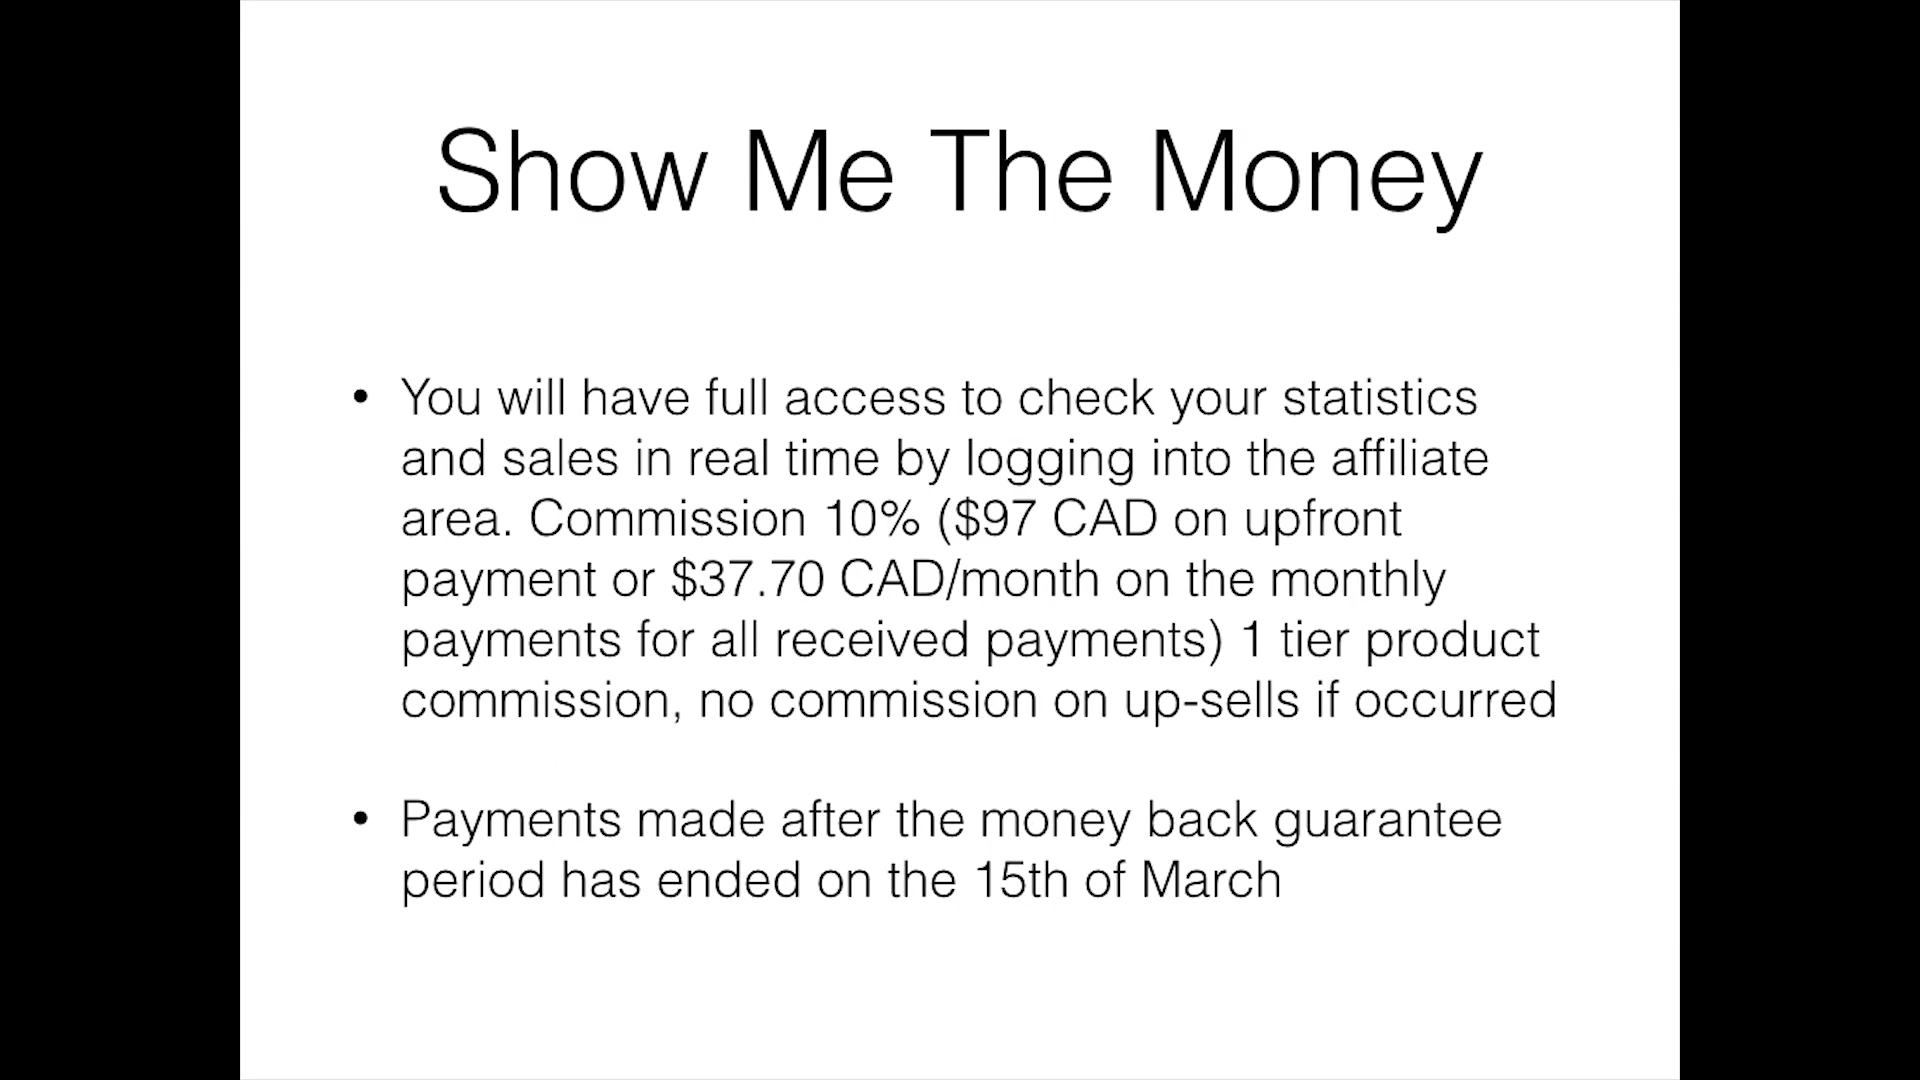 Show Me The Money
• You will have full access to check your statistics
and sales in real time by logging into the affiliate
area. Commission 10% ($97 CAD on upfront
payment or $37.70 CAD/month on the monthly
payments for all received payments) 1 tier product
commission, no commission on up-sells if occurred
• Payments made after the money back guarantee
period has ended on the 15th of March